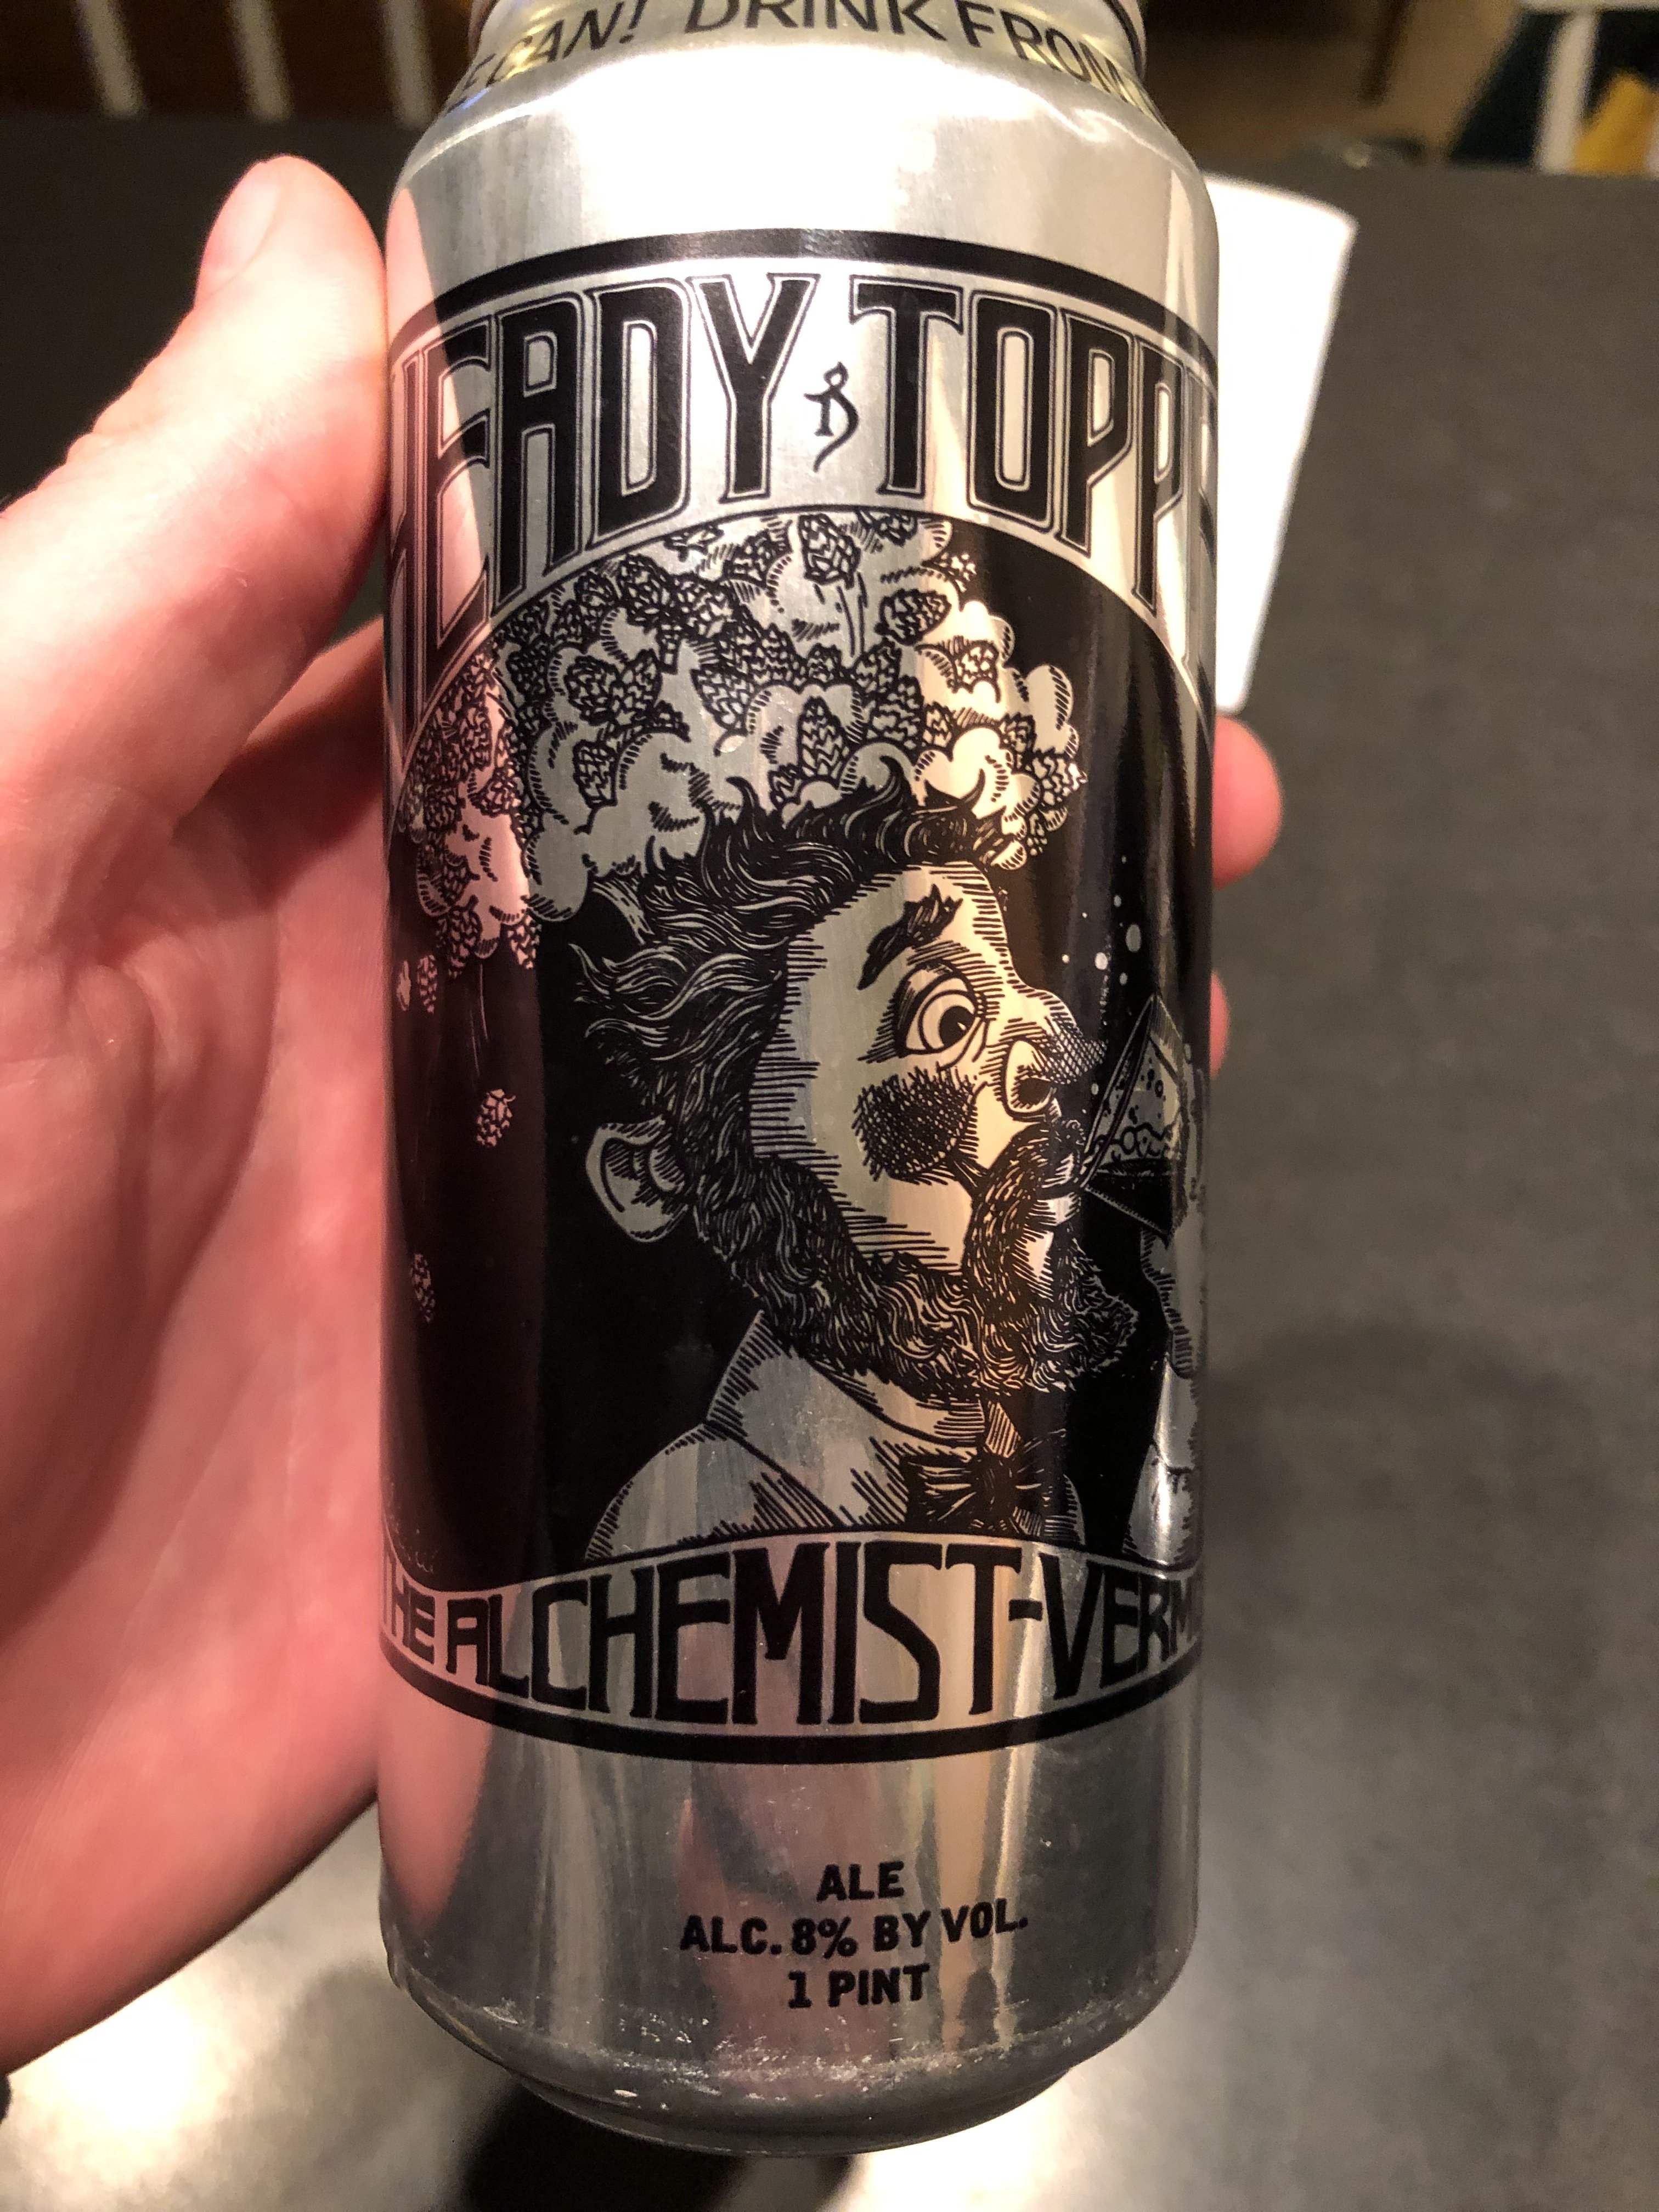 CAN! DRINK FROM
HEADY TOPP
THE ALCHEMIST-VERM
ALE
ALC. 8% BY VOL.
1 PINT